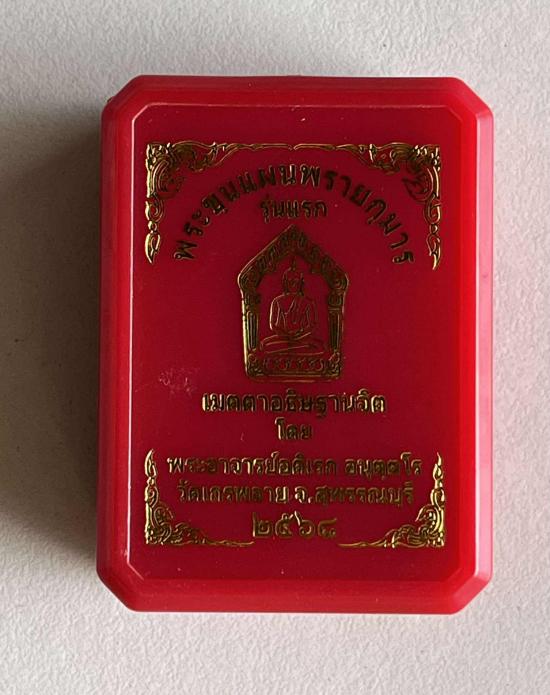 พระขุนแผนพรายกุมาร
รุ่นแรก
เมตตาอธิษฐานจิต
โดย
พระอาจารย์อดิเรก อนุตฺตโร
วัดเถรพลาย จ.สุพรรณบุรี
๒๕๖๘